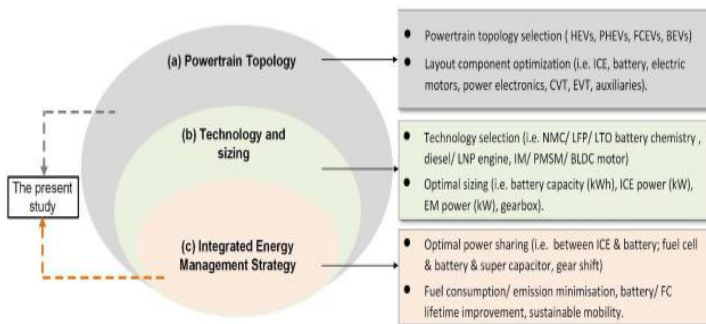 (a) Powertrain Topology
● Powertrain topology selection ( HEVs, PHEVs, FCEVs, BEVs)
● Layout component optimization (i.e. ICE, battery, electric
motors, power electronics, CVT, EVT, auxiliaries).
(b) Technology and
sizing
● Technology selection (i.e. NMC/ LFP/ LTO battery chemistry ,
diesel/ LNP engine, IM/ PMSM/ BLDC motor)
● Optimal sizing (i.e. battery capacity (kWh), ICE power (kW),
EM power (kW), gearbox).
The present
study
(c) Integrated Energy
Management Strategy
● Optimal power sharing (i.e. between ICE & battery; fuel cell
& battery & super capacitor, gear shift)
● Fuel consumption/ emission minimisation, battery/ FC
lifetime improvement, sustainable mobility.